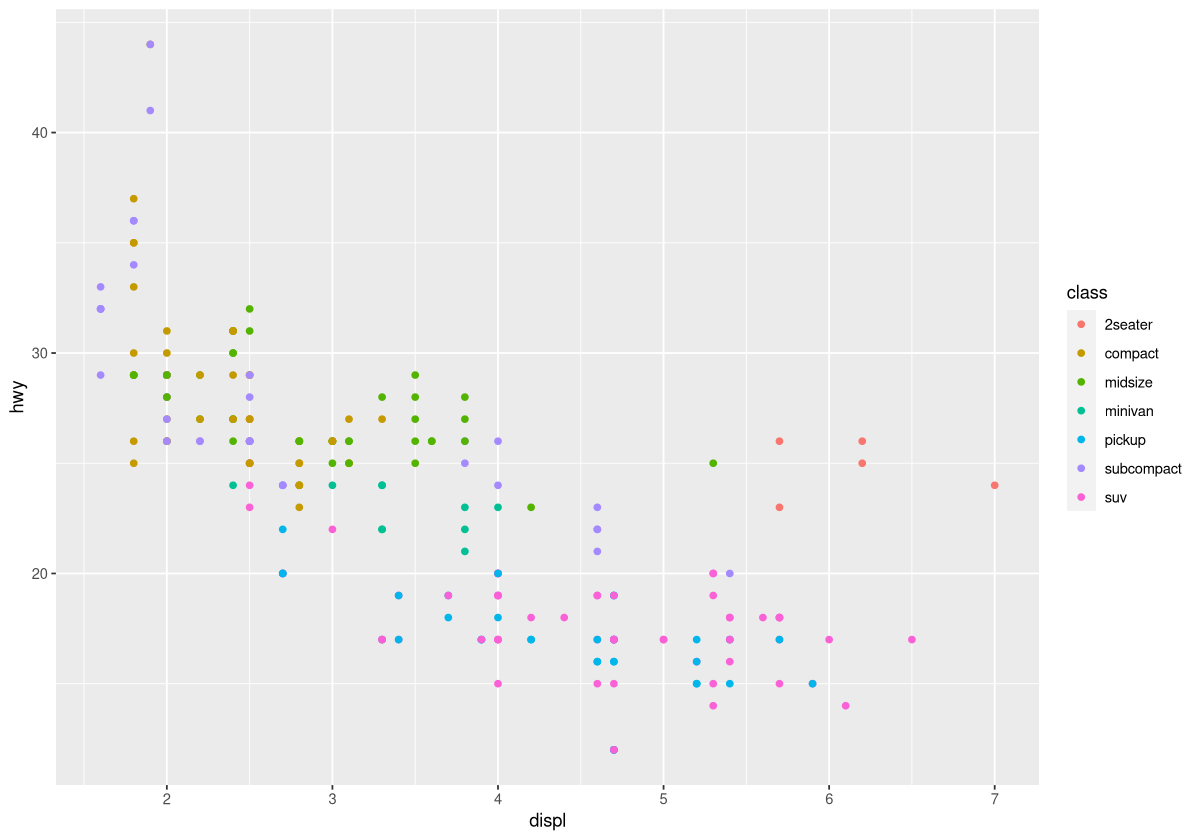 40
30
20
hwy
2 3 4 5 6 7
displ
class
2seater
compact
midsize
minivan
pickup
subcompact
suv